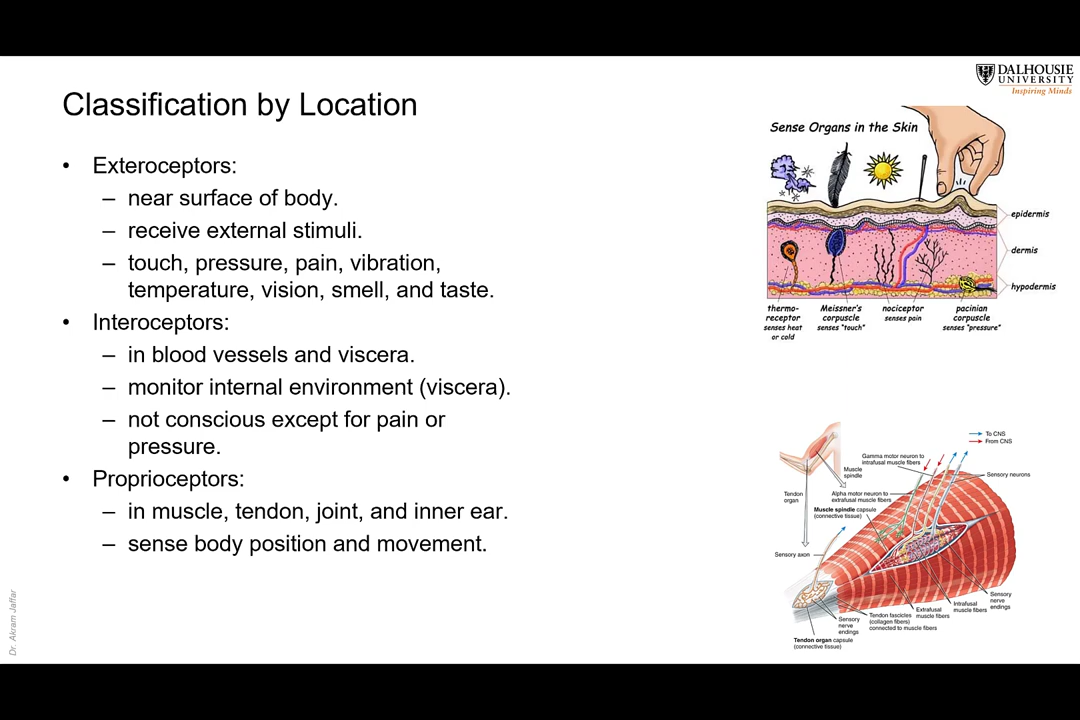 DALHOUSIE
UNIVERSITY
Inspiring Minds
Classification by Location
• Exteroceptors:
– near surface of body.
– receive external stimuli.
– touch, pressure, pain, vibration,
temperature, vision, smell, and taste.
• Interoceptors:
– in blood vessels and viscera.
– monitor internal environment (viscera).
– not conscious except for pain or
pressure.
• Proprioceptors:
– in muscle, tendon, joint, and inner ear.
– sense body position and movement.
Sense Organs in the Skin
epidermis
dermis
hypodermis
thermo-
receptor
senses heat
or cold
Meissner's
corpuscle
senses "touch"
nociceptor
senses pain
pacinian
corpuscle
senses "pressure"
To CNS
From CNS
Gamma motor neuron to
intrafusal muscle fibers
Muscle
spindle
Sensory neurons
Tendon
organ
Alpha motor neuron to
extrafusal muscle fibers
Muscle spindle capsule
(connective tissue)
Sensory axon
Sensory
nerve
endings
Intrafusal
muscle fibers
Extrafusal
muscle fibers
Tendon fascicles
(collagen fibers)
connected to muscle fibers
Sensory
nerve
endings
Tendon organ capsule
(connective tissue)
Dr. Akram Jaffar